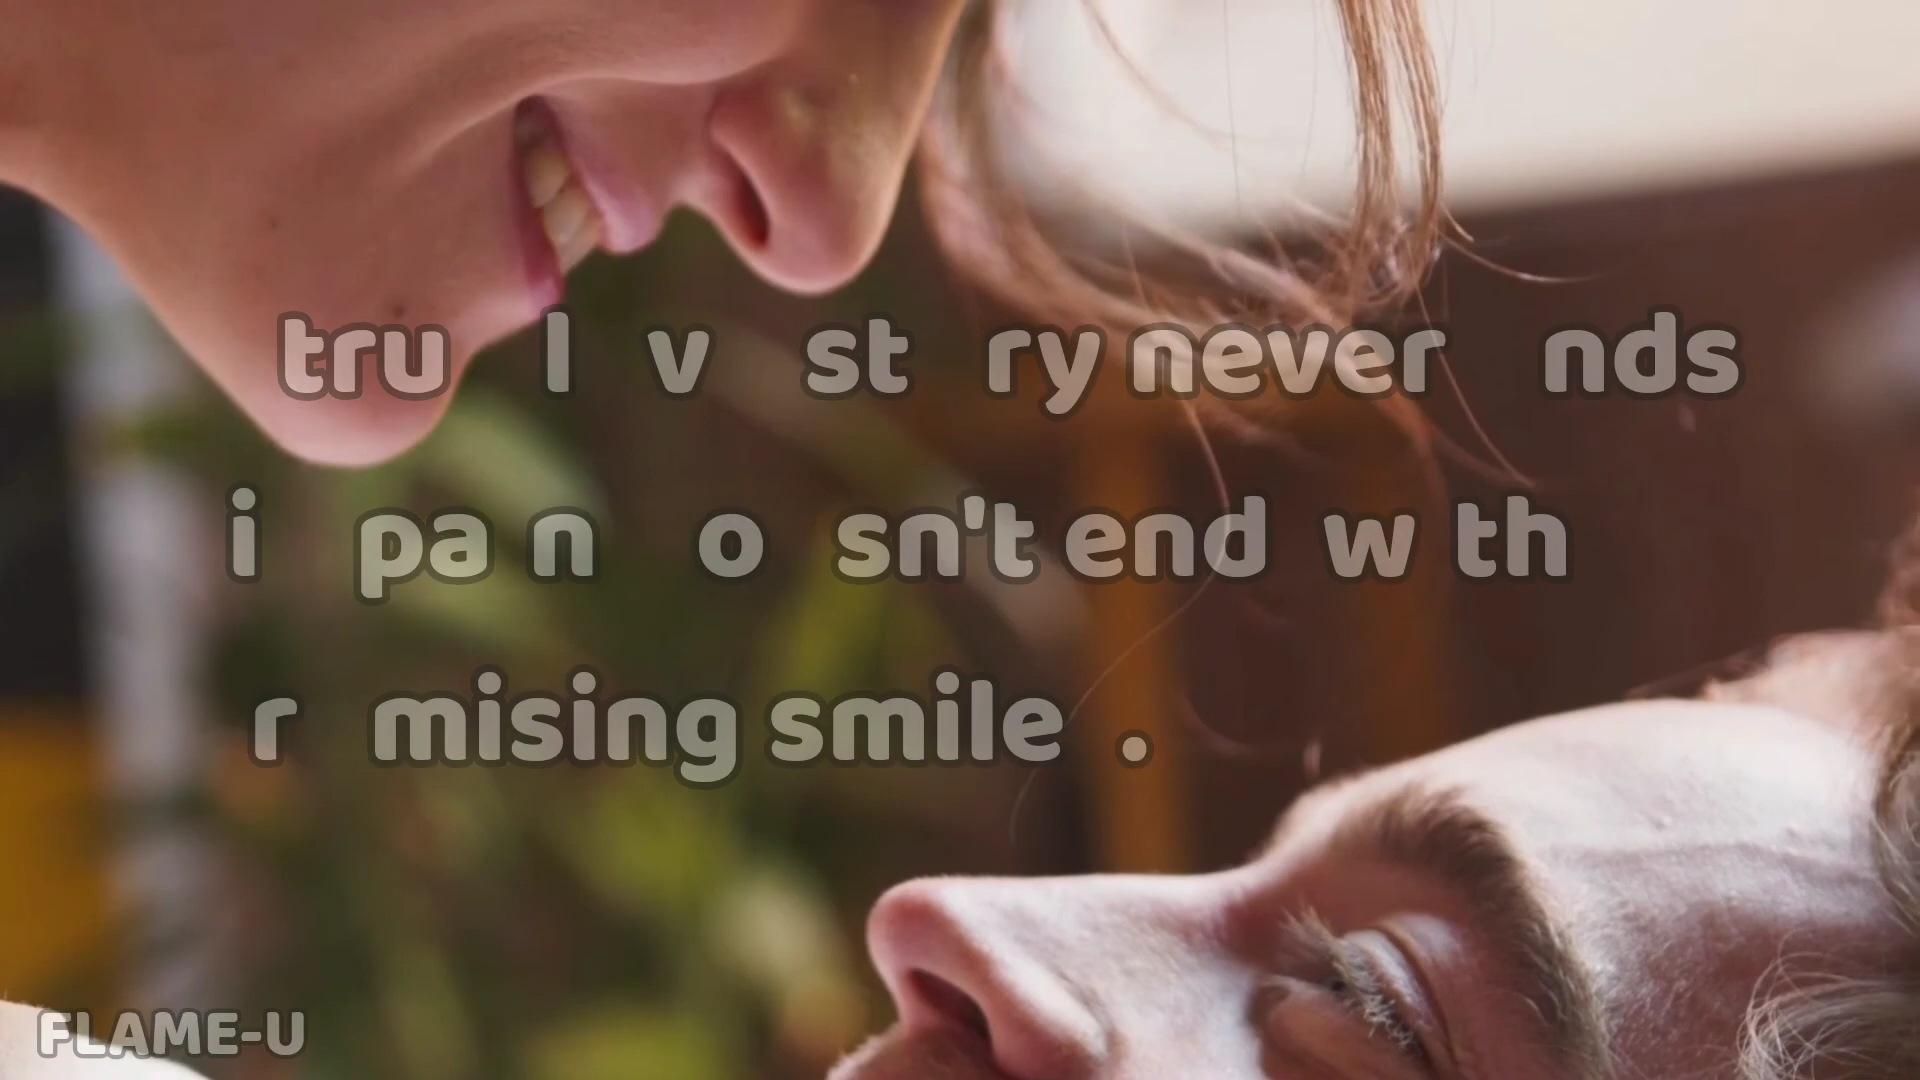 tru l v st ry never nds
i pa n o sn't end w th
r mising smile .
FLAME-U